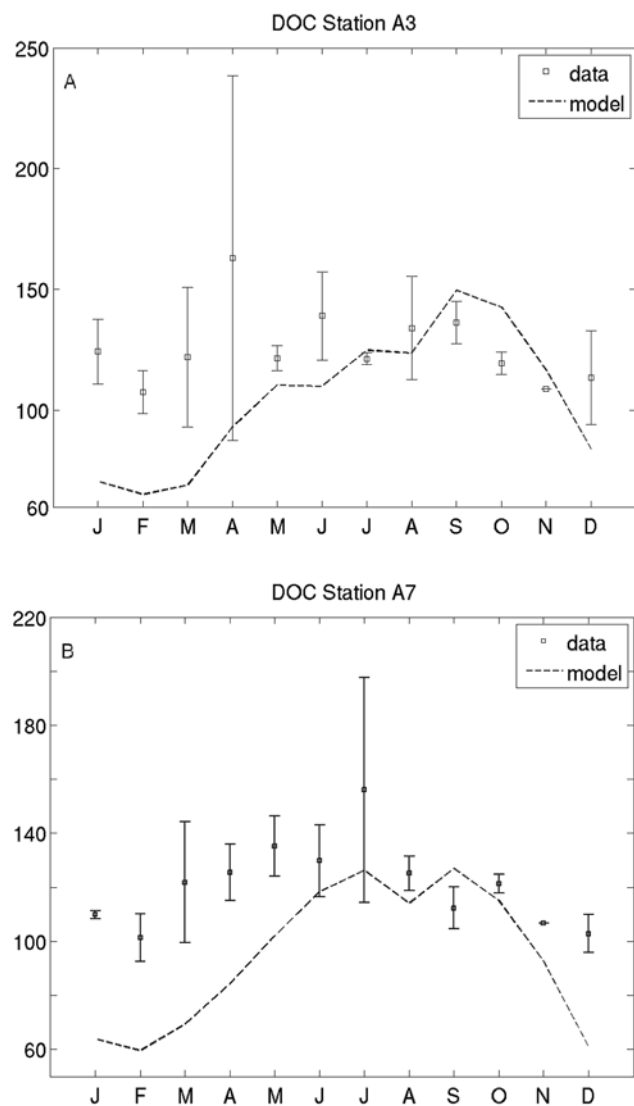 DOC Station A3
250
A
data
model
200
150
100
60
J F M A M J J A S O N D
DOC Station A7
220
B
data
model
180
140
100
60
J F M A M J J A S O N D